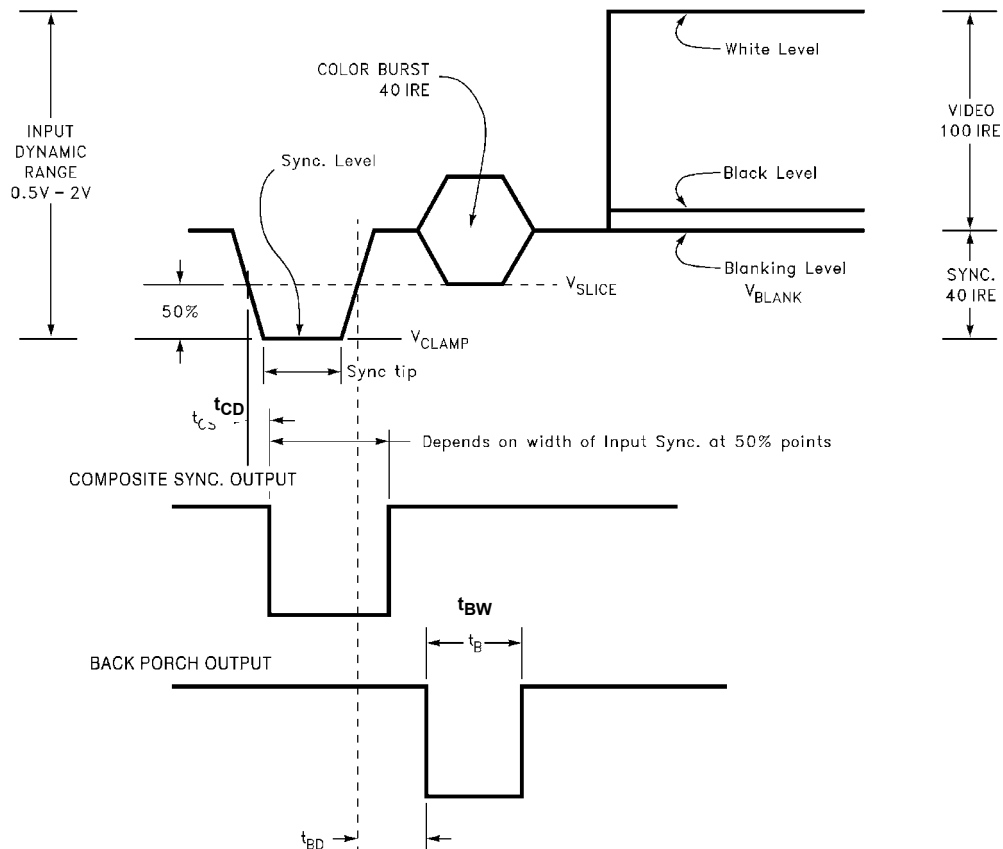 White Level
COLOR BURST
40 IRE
INPUT
DYNAMIC
RANGE
0.5V – 2V
VIDEO
100 IRE
Sync. Level
Black Level
Blanking Level
VBLANK
SYNC.
40 IRE
VSLICE
50%
VCLAMP
Sync tip
tCD
Depends on width of Input Sync. at 50% points
COMPOSITE SYNC. OUTPUT
tBW
tB
BACK PORCH OUTPUT
tBD